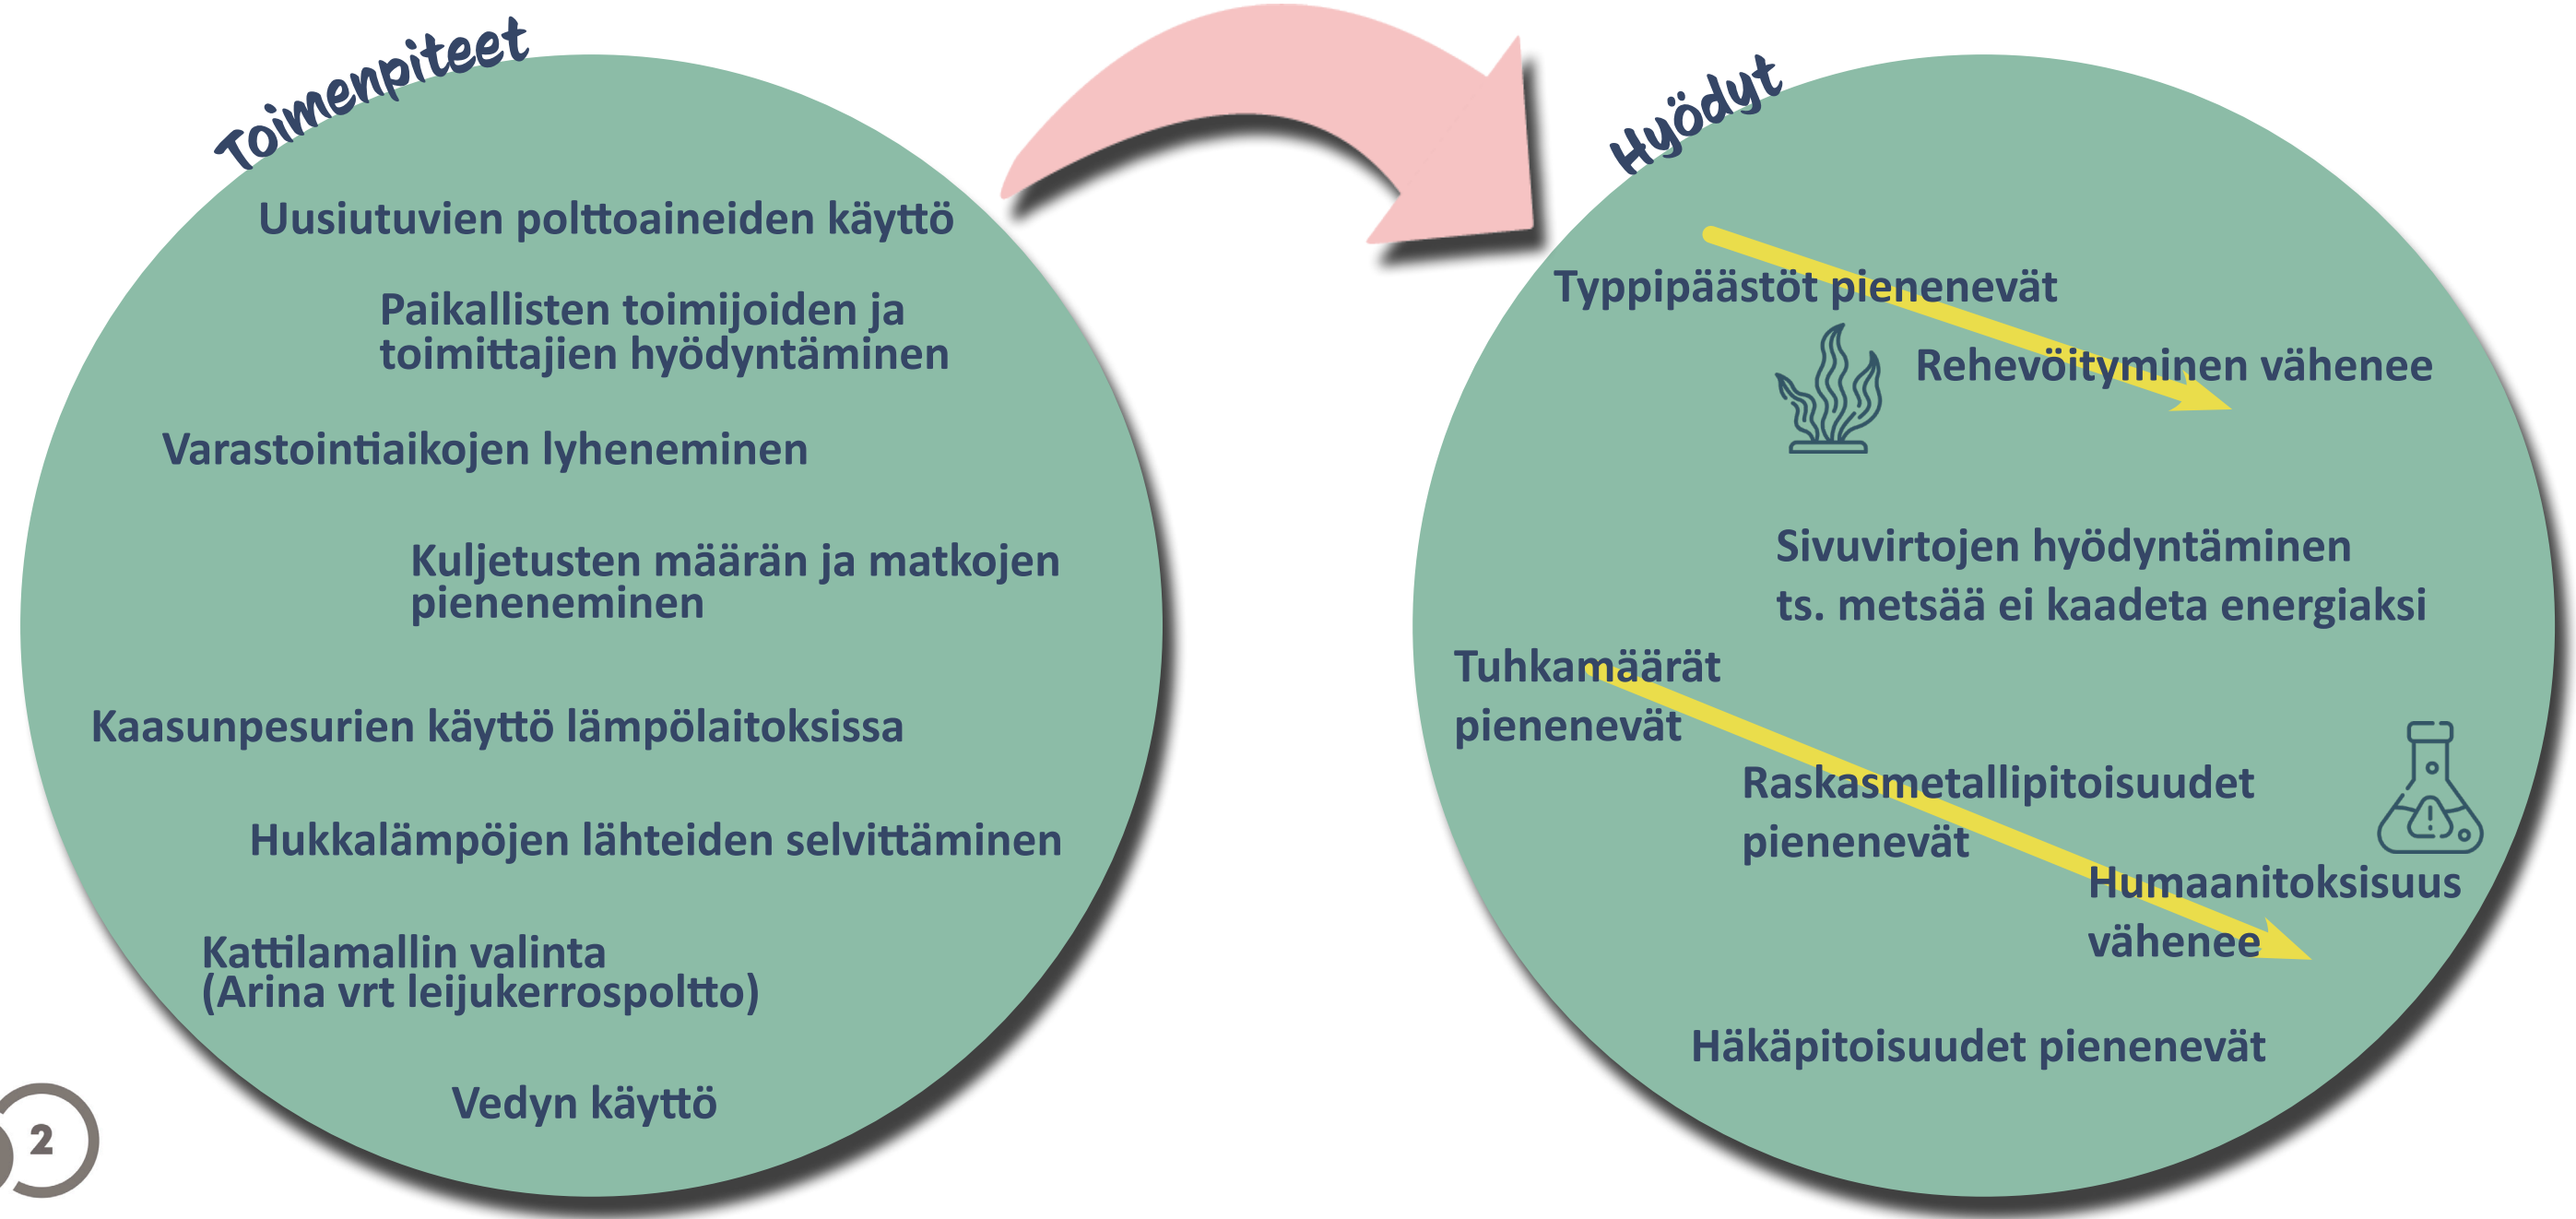 Toimenpiteet
Uusiutuvien polttoaineiden käyttö
Paikallisten toimijoiden ja
toimittajien hyödyntäminen
Varastointiaikojen lyheneminen
Kuljetusten määrän ja matkojen
pieneneminen
Kaasunpesurien käyttö lämpölaitoksissa
Hukkalämpöjen lähteiden selvittäminen
Kattilamallin valinta
(Arina vrt leijukerrospoltto)
Vedyn käyttö
2
Hyödyt
Typpipäästöt pienenevät
Rehevöityminen vähenee
Sivuvirtojen hyödyntäminen
ts. metsää ei kaadeta energiaksi
Tuhkamäärät
pienenevät
Raskasmetallipitoisuudet
pienenevät
Humaanitoksisuus
vähenee
Häkäpitoisuudet pienenevät